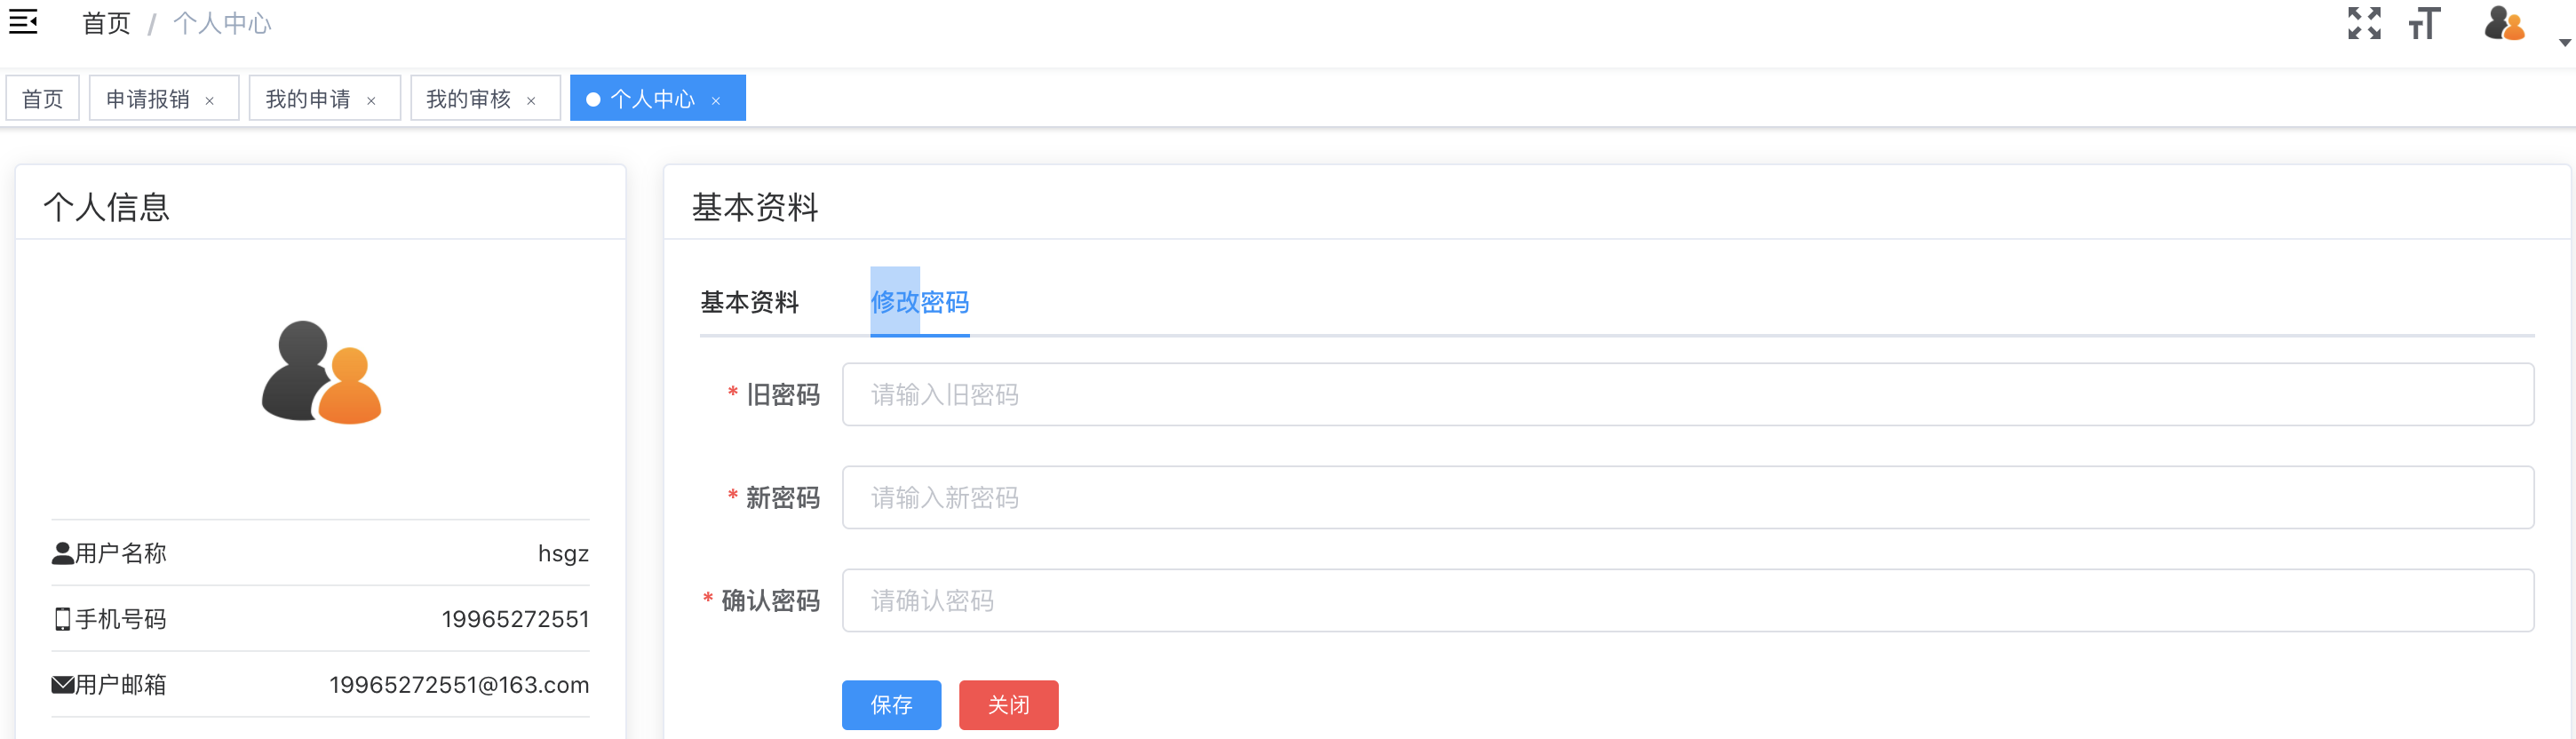 首页 / 个人中心
首页 申请报销 × 我的申请 × 我的审核 × 个人中心 ×
个人信息
用户名称 hsgz
手机号码 19965272551
用户邮箱 19965272551@163.com
基本资料
基本资料 修改密码
* 旧密码 请输入旧密码
* 新密码 请输入新密码
* 确认密码 请确认密码
保存 关闭